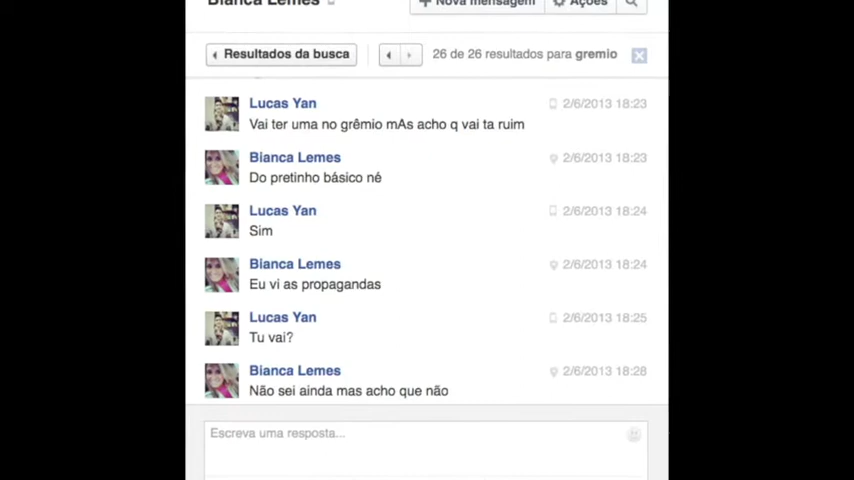 Bianca Lemes
Nova mensagem
Ações
Resultados da busca
26 de 26 resultados para gremio
Lucas Yan 2/6/2013 18:23
Vai ter uma no grêmio mAs acho q vai ta ruim
Bianca Lemes 2/6/2013 18:23
Do pretinho básico né
Lucas Yan 2/6/2013 18:24
Sim
Bianca Lemes 2/6/2013 18:24
Eu vi as propagandas
Lucas Yan 2/6/2013 18:25
Tu vai?
Bianca Lemes 2/6/2013 18:28
Não sei ainda mas acho que não
Escreva uma resposta...